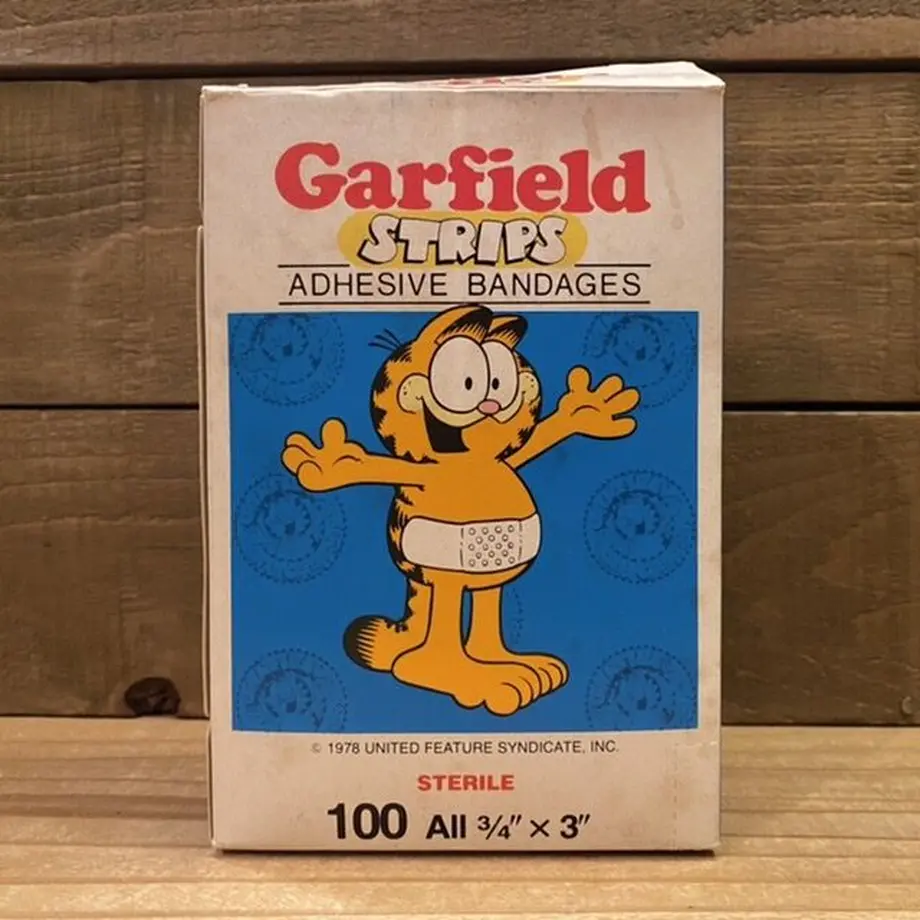 Garfield
STRIPS
ADHESIVE BANDAGES
© 1978 UNITED FEATURE SYNDICATE, INC.
STERILE
100 All 3/4" × 3"